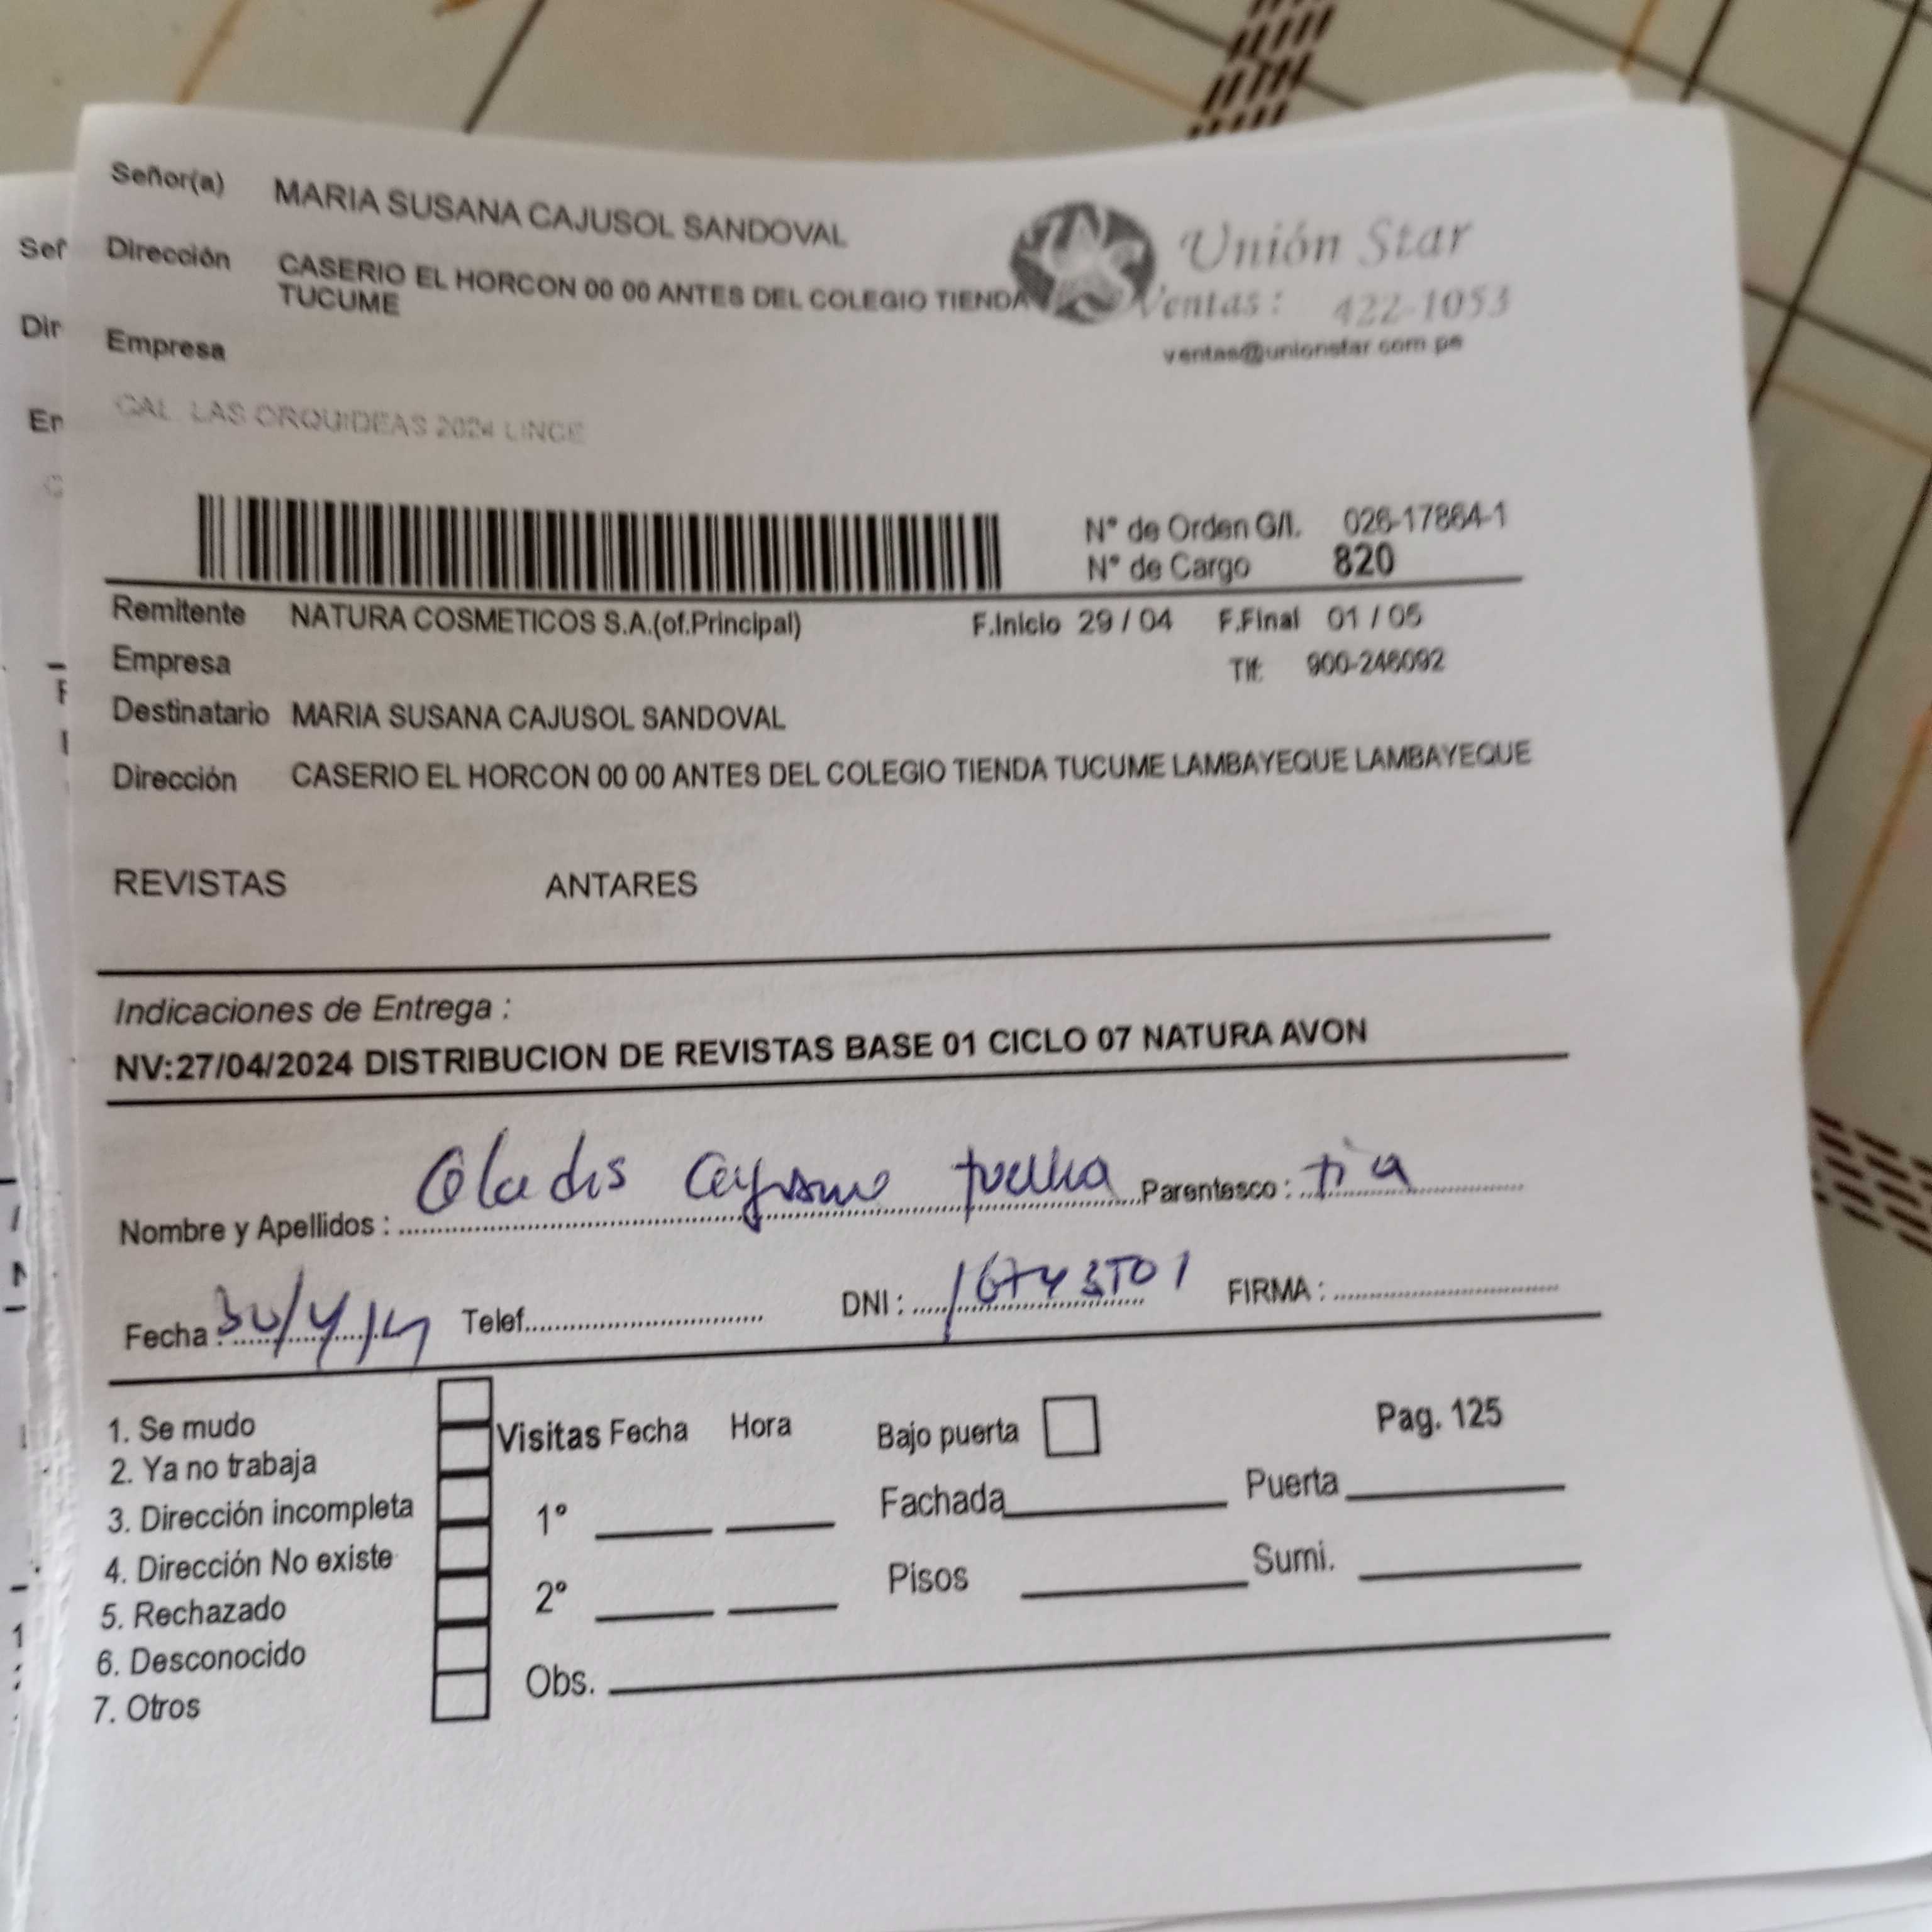 Señor(a) MARIA SUSANA CAJUSOL SANDOVAL
Dirección CASERIO EL HORCON 00 00 ANTES DEL COLEGIO TIENDA
TUCUME
Unión Star
Ventas: 422-1053
ventas@unionstar.com.pe
Empresa
CAL. LAS ORQUIDEAS 2024 LINCE
N° de Orden G/I. 026-17864-1
N° de Cargo 820
Remitente NATURA COSMETICOS S.A.(of.Principal) F.Inicio 29 / 04 F.Final 01 / 05
Empresa Tlf: 900-246092
Destinatario MARIA SUSANA CAJUSOL SANDOVAL
Dirección CASERIO EL HORCON 00 00 ANTES DEL COLEGIO TIENDA TUCUME LAMBAYEQUE LAMBAYEQUE
REVISTAS ANTARES
Indicaciones de Entrega :
NV:27/04/2024 DISTRIBUCION DE REVISTAS BASE 01 CICLO 07 NATURA AVON
Nombre y Apellidos : Parentesco : tia
Fecha : Telef. DNI : FIRMA :
1. Se mudo
2. Ya no trabaja
3. Dirección incompleta
4. Dirección No existe
5. Rechazado
6. Desconocido
7. Otros
Visitas Fecha Hora
1°
2°
Obs.
Bajo puerta Pag. 125
Fachada Puerta
Pisos Sumi.